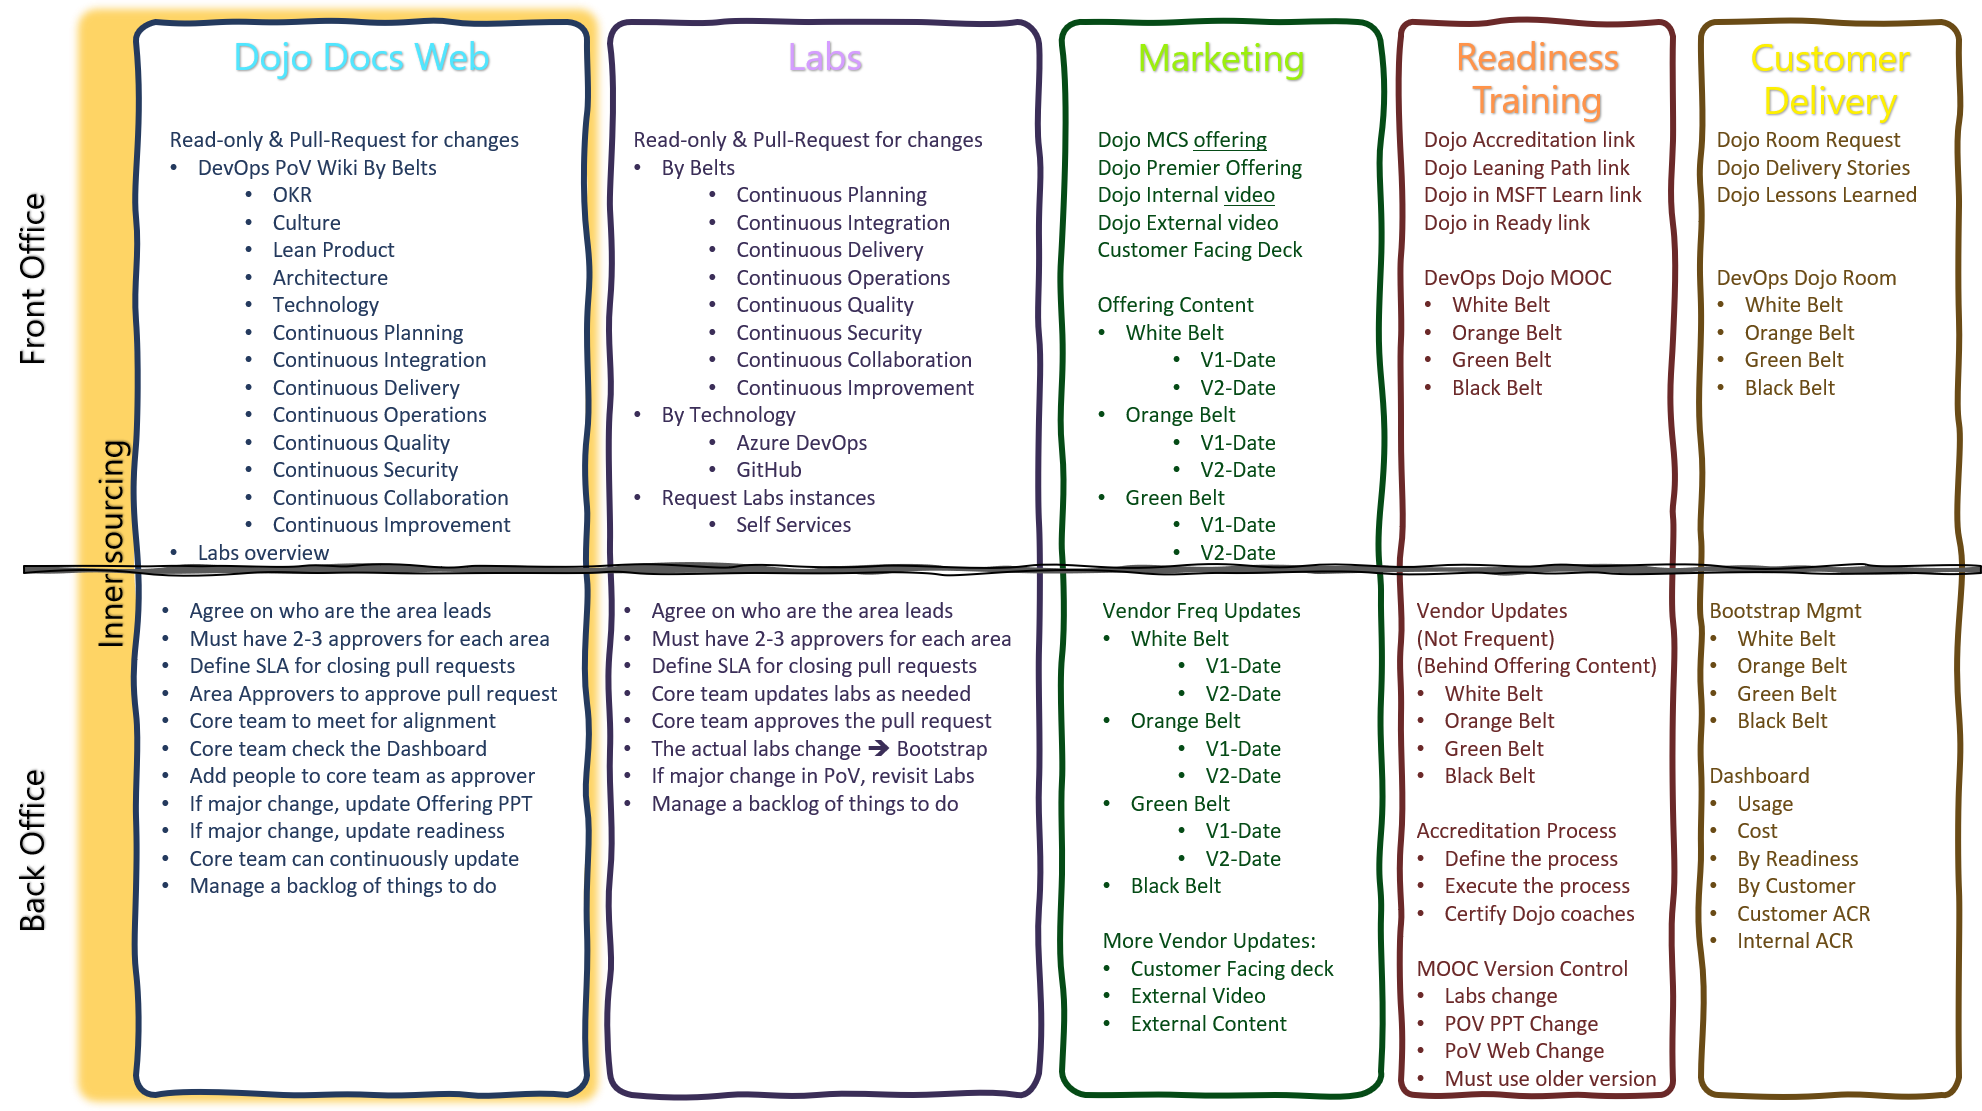 Front Office
Back Office
Inner sourcing
Dojo Docs Web
Read-only & Pull-Request for changes
• DevOps PoV Wiki By Belts
• OKR
• Culture
• Lean Product
• Architecture
• Technology
• Continuous Planning
• Continuous Integration
• Continuous Delivery
• Continuous Operations
• Continuous Quality
• Continuous Security
• Continuous Collaboration
• Continuous Improvement
• Labs overview
• Agree on who are the area leads
• Must have 2-3 approvers for each area
• Define SLA for closing pull requests
• Area Approvers to approve pull request
• Core team to meet for alignment
• Core team check the Dashboard
• Add people to core team as approver
• If major change, update Offering PPT
• If major change, update readiness
• Core team can continuously update
• Manage a backlog of things to do
Labs
Read-only & Pull-Request for changes
• By Belts
• Continuous Planning
• Continuous Integration
• Continuous Delivery
• Continuous Operations
• Continuous Quality
• Continuous Security
• Continuous Collaboration
• Continuous Improvement
• By Technology
• Azure DevOps
• GitHub
• Request Labs instances
• Self Services
• Agree on who are the area leads
• Must have 2-3 approvers for each area
• Define SLA for closing pull requests
• Core team updates labs as needed
• Core team approves the pull request
• The actual labs change ➔ Bootstrap
• If major change in PoV, revisit Labs
• Manage a backlog of things to do
Marketing
Dojo MCS offering
Dojo Premier Offering
Dojo Internal video
Dojo External video
Customer Facing Deck
Offering Content
• White Belt
• V1-Date
• V2-Date
• Orange Belt
• V1-Date
• V2-Date
• Green Belt
• V1-Date
• V2-Date
Vendor Freq Updates
• White Belt
• V1-Date
• V2-Date
• Orange Belt
• V1-Date
• V2-Date
• Green Belt
• V1-Date
• V2-Date
• Black Belt
More Vendor Updates:
• Customer Facing deck
• External Video
• External Content
Readiness
Training
Dojo Accreditation link
Dojo Leaning Path link
Dojo in MSFT Learn link
Dojo in Ready link
DevOps Dojo MOOC
• White Belt
• Orange Belt
• Green Belt
• Black Belt
Vendor Updates
(Not Frequent)
(Behind Offering Content)
• White Belt
• Orange Belt
• Green Belt
• Black Belt
Accreditation Process
• Define the process
• Execute the process
• Certify Dojo coaches
MOOC Version Control
• Labs change
• POV PPT Change
• PoV Web Change
• Must use older version
Customer
Delivery
Dojo Room Request
Dojo Delivery Stories
Dojo Lessons Learned
DevOps Dojo Room
• White Belt
• Orange Belt
• Green Belt
• Black Belt
Bootstrap Mgmt
• White Belt
• Orange Belt
• Green Belt
• Black Belt
Dashboard
• Usage
• Cost
• By Readiness
• By Customer
• Customer ACR
• Internal ACR